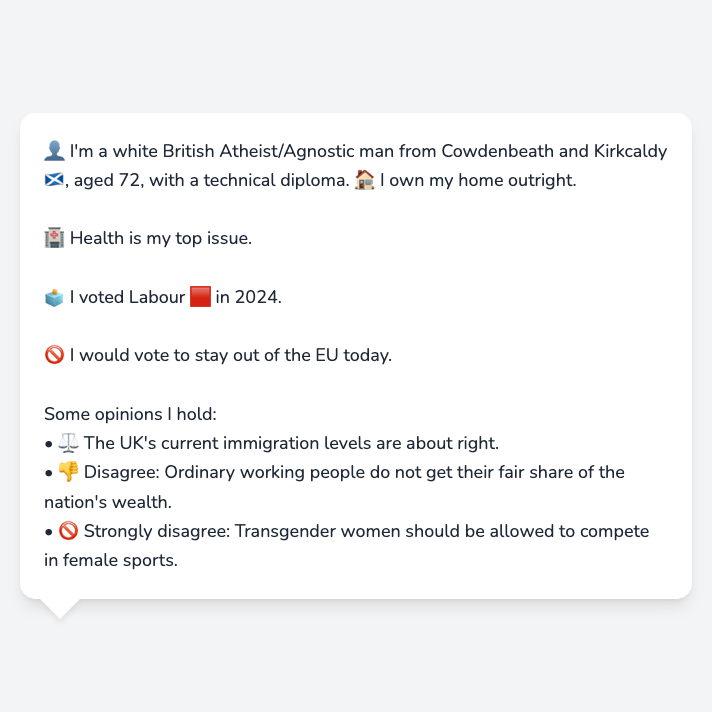 👤 I'm a white British Atheist/Agnostic man from Cowdenbeath and Kirkcaldy
🏴󠁧󠁢󠁳󠁣󠁴󠁿, aged 72, with a technical diploma. 🏠 I own my home outright.
🏥 Health is my top issue.
🗳️ I voted Labour 🟥 in 2024.
🚫 I would vote to stay out of the EU today.
Some opinions I hold:
• ⚖️ The UK's current immigration levels are about right.
• 👎 Disagree: Ordinary working people do not get their fair share of the
nation's wealth.
• 🚫 Strongly disagree: Transgender women should be allowed to compete
in female sports.